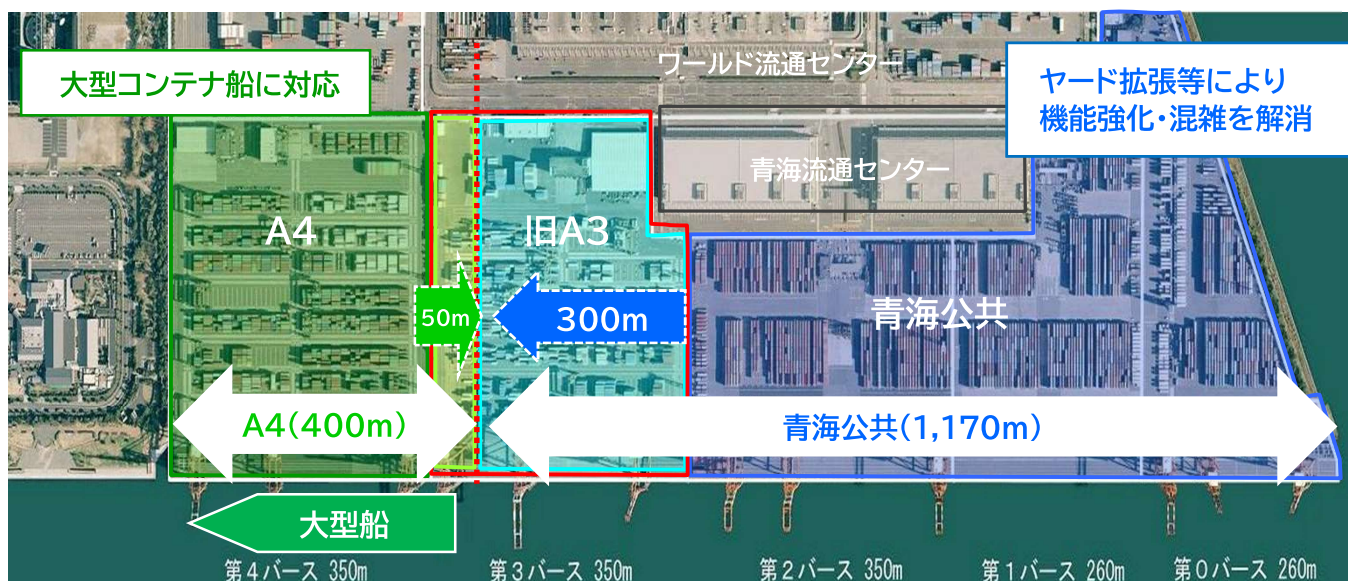 ワールド流通センター
大型コンテナ船に対応
ヤード拡張等により
機能強化・混雑を解消
青海流通センター
A4
旧A3
50m
300m
青海公共
A4(400m)
青海公共(1,170m)
大型船
第4バース 350m
第3バース 350m
第2バース 350m
第1バース 260m
第0バース 260m